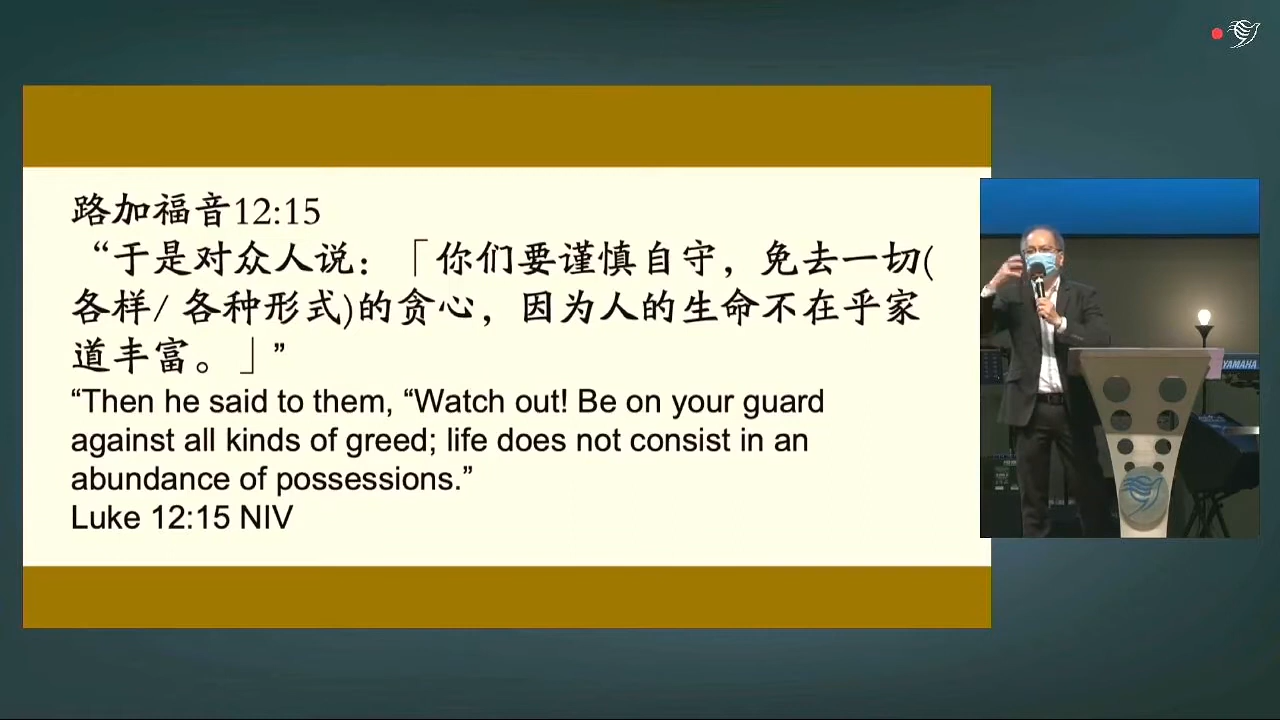 路加福音12:15
“于是对众人说：「你们要谨慎自守，免去一切(
各样/ 各种形式)的贪心，因为人的生命不在乎家
道丰富。」”
“Then he said to them, “Watch out! Be on your guard
against all kinds of greed; life does not consist in an
abundance of possessions.”
Luke 12:15 NIV
YAMAHA